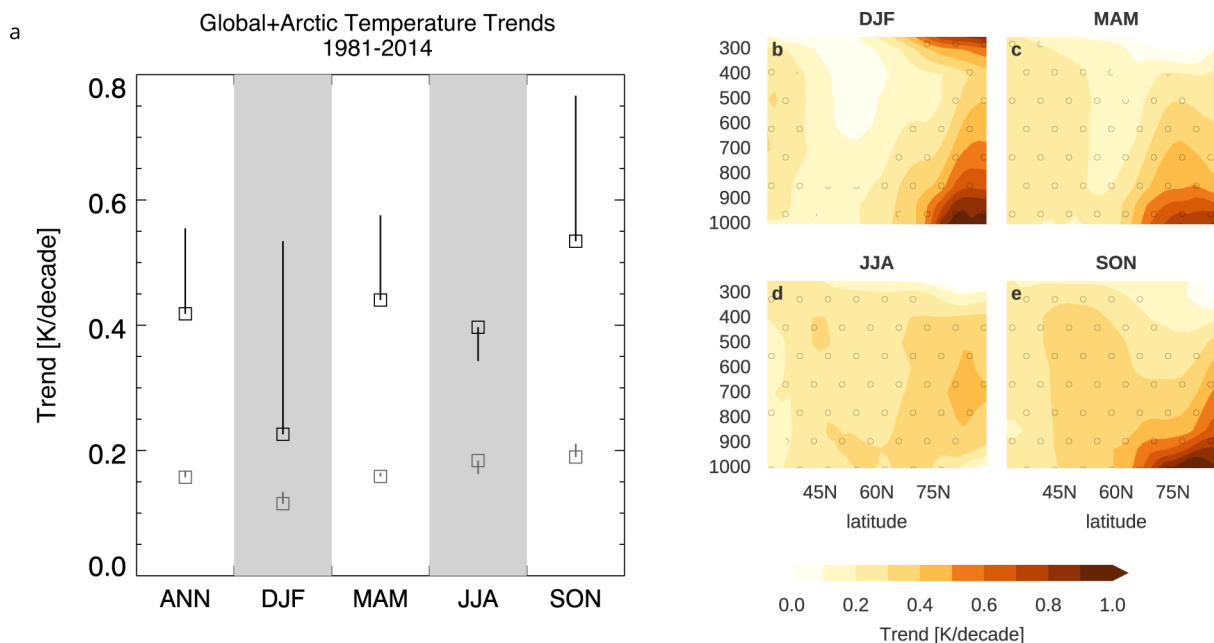 a
Global+Arctic Temperature Trends
1981-2014
Trend [K/decade]
0.8
0.6
0.4
0.2
0.0
ANN DJF MAM JJA SON
DJF
b
300
400
500
600
700
800
900
1000
MAM
c
JJA
d
300
400
500
600
700
800
900
1000
45N 60N 75N
latitude
SON
e
45N 60N 75N
latitude
0.0 0.2 0.4 0.6 0.8 1.0
Trend [K/decade]